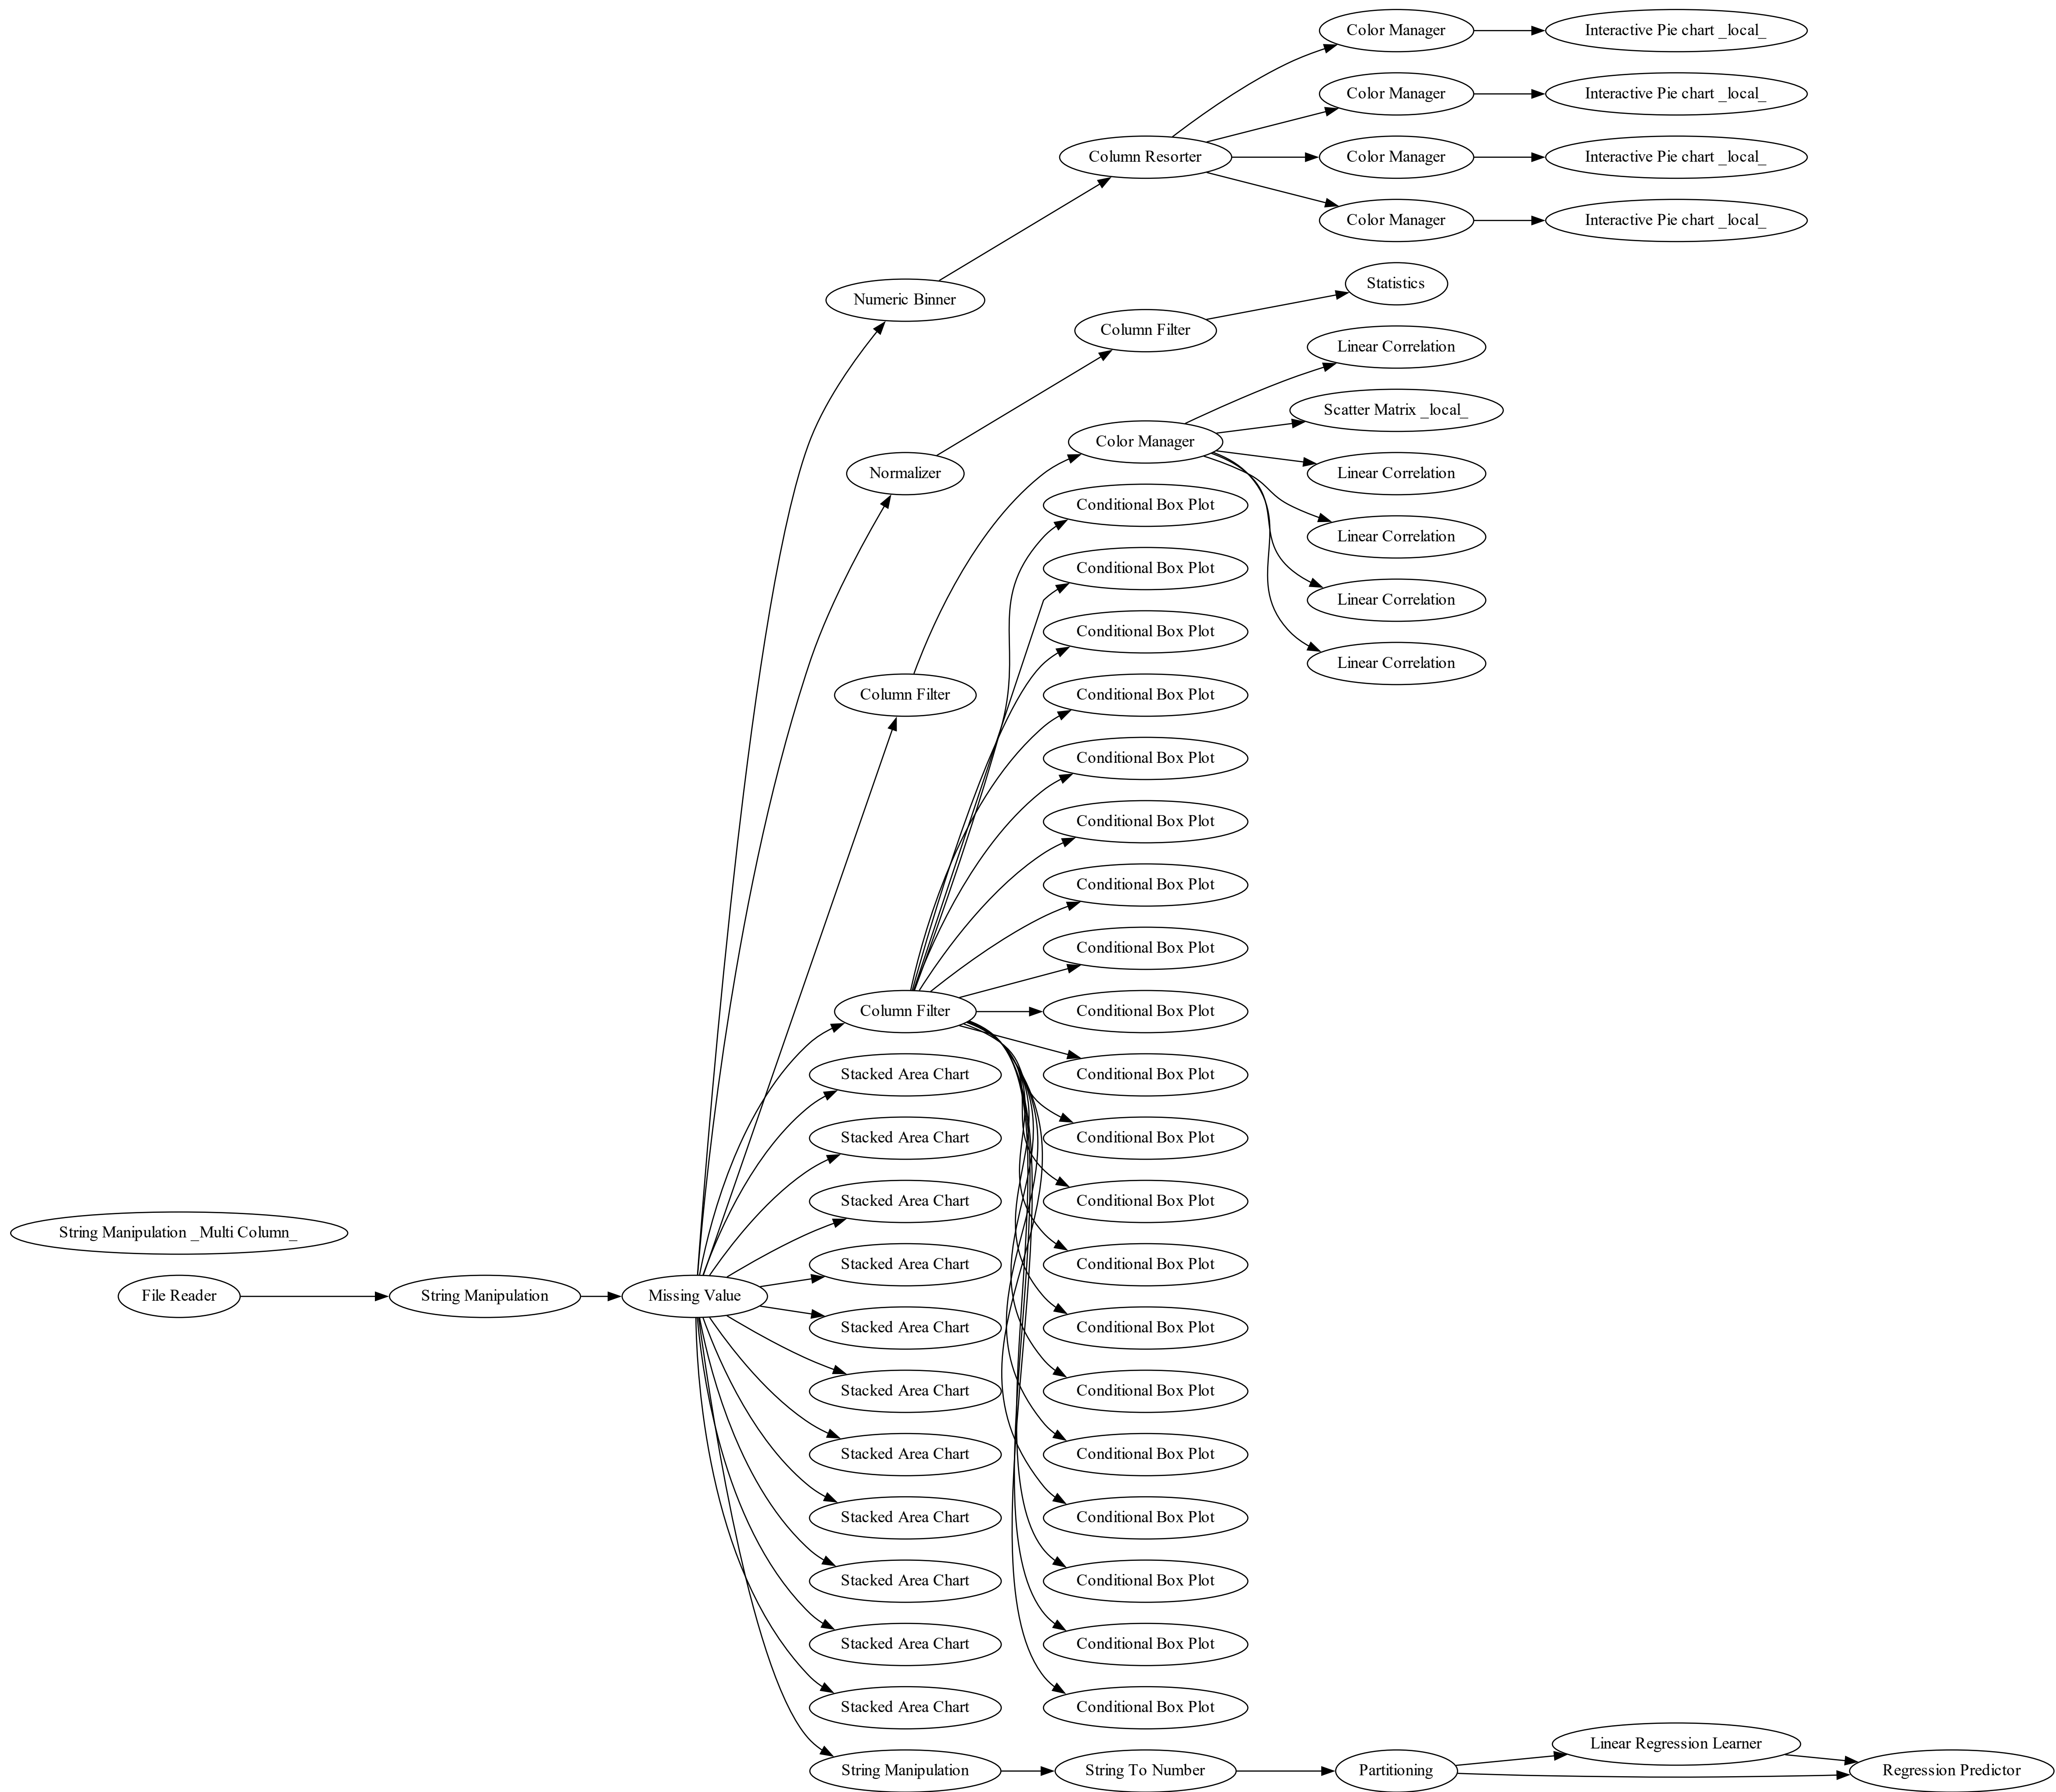 Color Manager
Interactive Pie chart _local_
Color Manager
Interactive Pie chart _local_
Column Resorter
Color Manager
Interactive Pie chart _local_
Color Manager
Interactive Pie chart _local_
Numeric Binner
Statistics
Column Filter
Linear Correlation
Scatter Matrix _local_
Color Manager
Normalizer
Linear Correlation
Conditional Box Plot
Linear Correlation
Conditional Box Plot
Linear Correlation
Conditional Box Plot
Linear Correlation
Column Filter
Conditional Box Plot
Conditional Box Plot
Conditional Box Plot
Conditional Box Plot
Conditional Box Plot
Column Filter
Conditional Box Plot
Stacked Area Chart
Conditional Box Plot
Stacked Area Chart
Conditional Box Plot
Stacked Area Chart
Conditional Box Plot
String Manipulation _Multi Column_
Stacked Area Chart
Conditional Box Plot
File Reader
String Manipulation
Missing Value
Stacked Area Chart
Conditional Box Plot
Stacked Area Chart
Conditional Box Plot
Stacked Area Chart
Conditional Box Plot
Stacked Area Chart
Conditional Box Plot
Stacked Area Chart
Conditional Box Plot
Stacked Area Chart
Conditional Box Plot
Stacked Area Chart
Conditional Box Plot
Linear Regression Learner
String Manipulation
String To Number
Partitioning
Regression Predictor